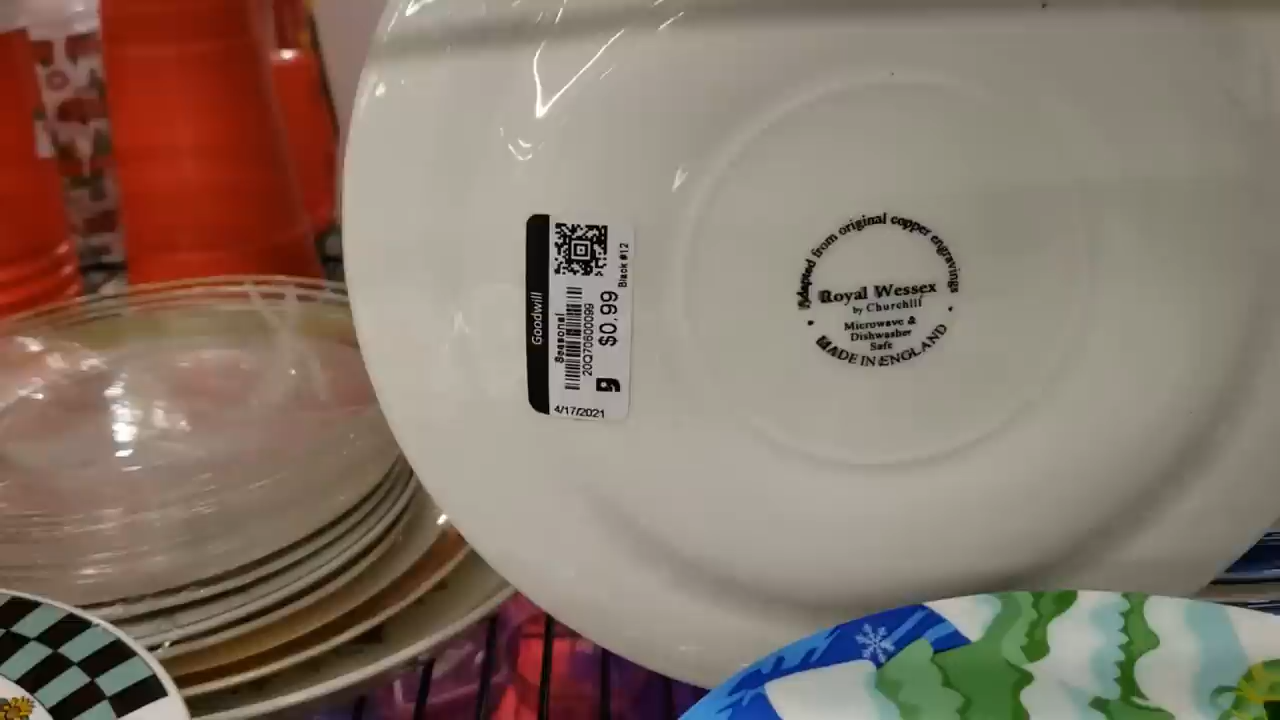 Goodwill
Seasonal
20Q70600099
$0.99
Black #12
4/17/2021
Adapted from original copper engravings
Royal Wessex
by Churchill
Microwave &
Dishwasher
Safe
MADE IN ENGLAND